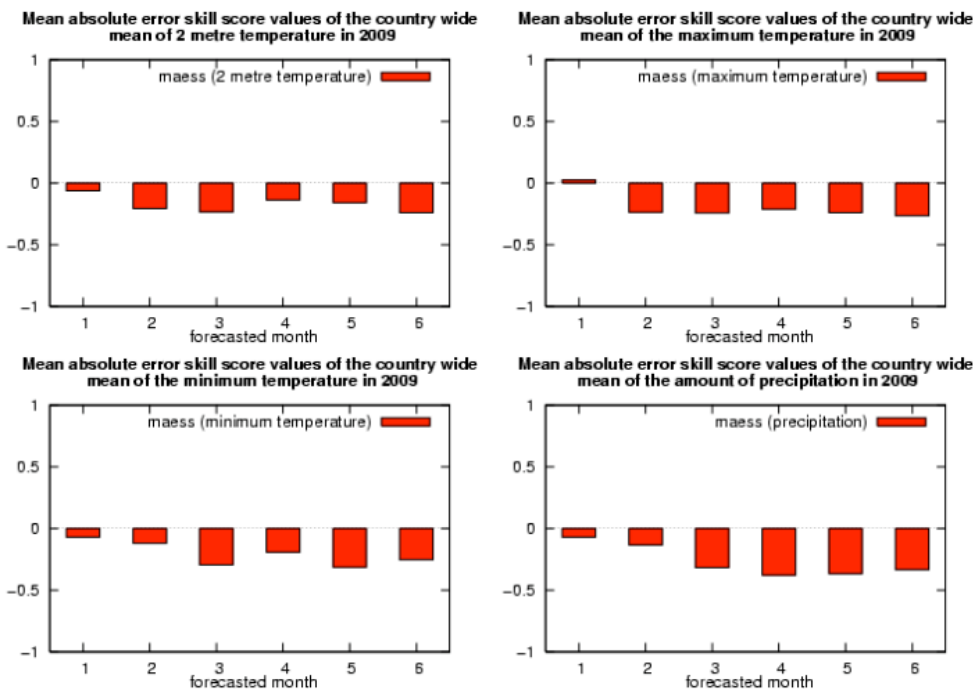 Mean absolute error skill score values of the country wide
mean of 2 metre temperature in 2009
maess (2 metre temperature)
1
0.5
0
−0.5
−1
1 2 3 4 5 6
forecasted month
Mean absolute error skill score values of the country wide
mean of the maximum temperature in 2009
maess (maximum temperature)
1
0.5
0
−0.5
−1
1 2 3 4 5 6
forecasted month
Mean absolute error skill score values of the country wide
mean of the minimum temperature in 2009
maess (minimum temperature)
1
0.5
0
−0.5
−1
1 2 3 4 5 6
forecasted month
Mean absolute error skill score values of the country wide
mean of the amount of precipitation in 2009
maess (precipitation)
1
0.5
0
−0.5
−1
1 2 3 4 5 6
forecasted month